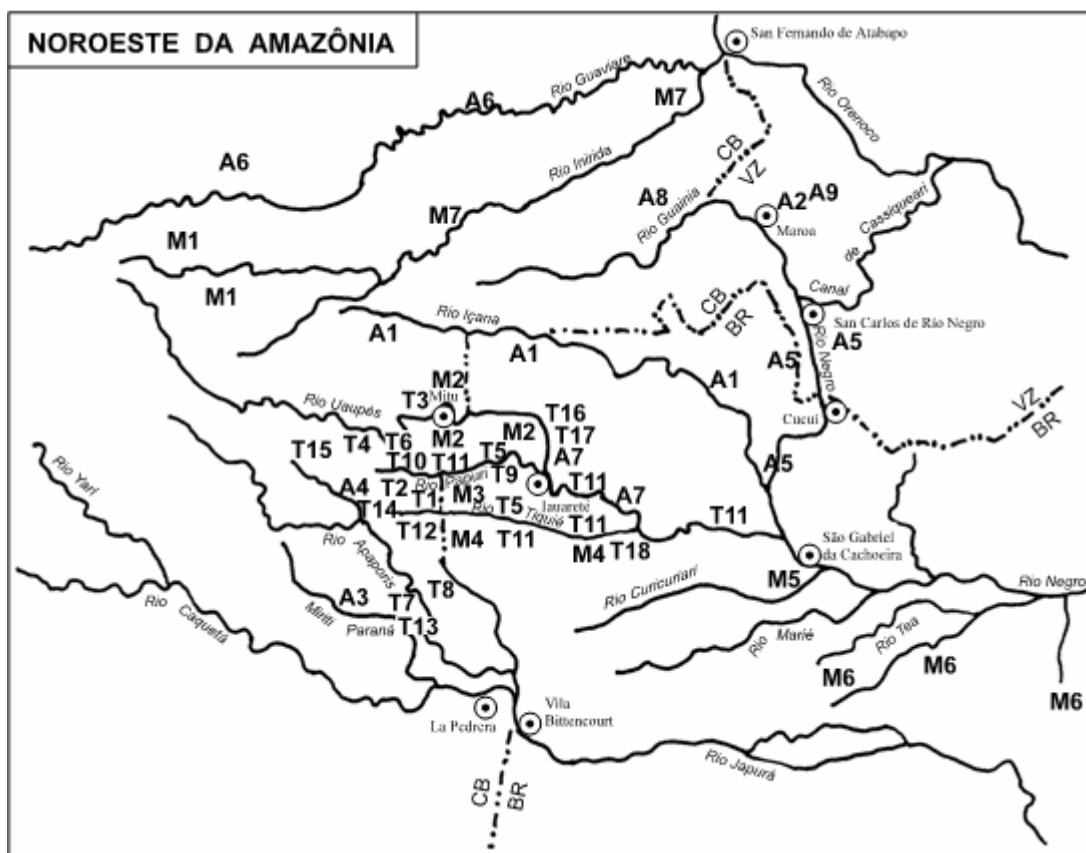 NOROESTE DA AMAZÔNIA
San Fernando de Atabapo
Rio Guaviare
M7
A6
Rio Orenoco
A6
CB
VZ
Rio Inirida
A8
A2
A9
Rio Guainia
Maroa
M7
de Cassiqueari
M1
M1
Canal
CB
BR
Rio Içana
San Carlos de Río Negro
A1
A1
Rio Negro
A5
A5
M2
A1
T3
Mitu
Cucuí
VZ
BR
Rio Uaupés
T16
T15
T4
T6
M2
M2
T17
T10
T11
T5
A7
A5
Rio Papuri
T9
Rio Yarí
A4
T2
T1
M3
Iauareté
T11
A7
T14
Rio
T5
Tiquié
T11
T11
T12
M4
T11
M4
T18
São Gabriel
da Cachoeira
Rio Apaporis
M5
Rio Curicuriari
Rio Negro
T8
A3
T7
Miriti
Paraná
T13
Rio Caquetá
Rio Marié
Rio Tea
M6
M6
M6
La Pedrera
Vila
Bittencourt
Rio Japurá
CB
BR